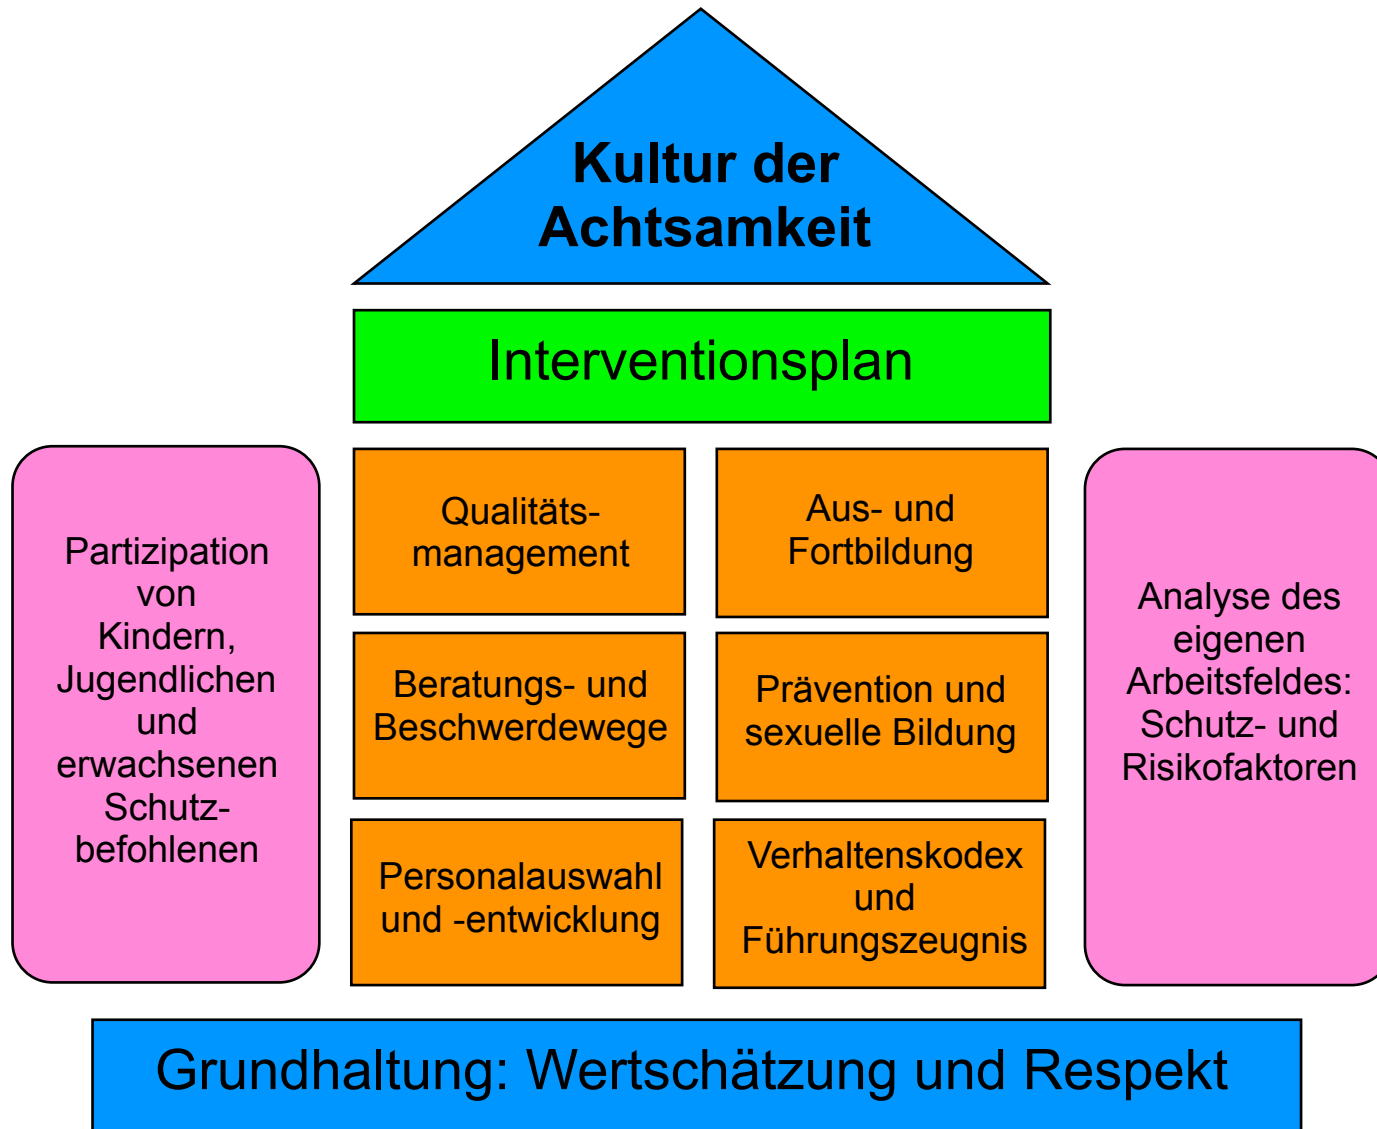 Kultur der
Achtsamkeit
Interventionsplan
Partizipation
von
Kindern,
Jugendlichen
und
erwachsenen
Schutz-
befohlenen
Qualitäts-
management
Aus- und
Fortbildung
Beratungs- und
Beschwerdewege
Prävention und
sexuelle Bildung
Personalauswahl
und -entwicklung
Verhaltenskodex
und
Führungszeugnis
Analyse des
eigenen
Arbeitsfeldes:
Schutz- und
Risikofaktoren
Grundhaltung: Wertschätzung und Respekt